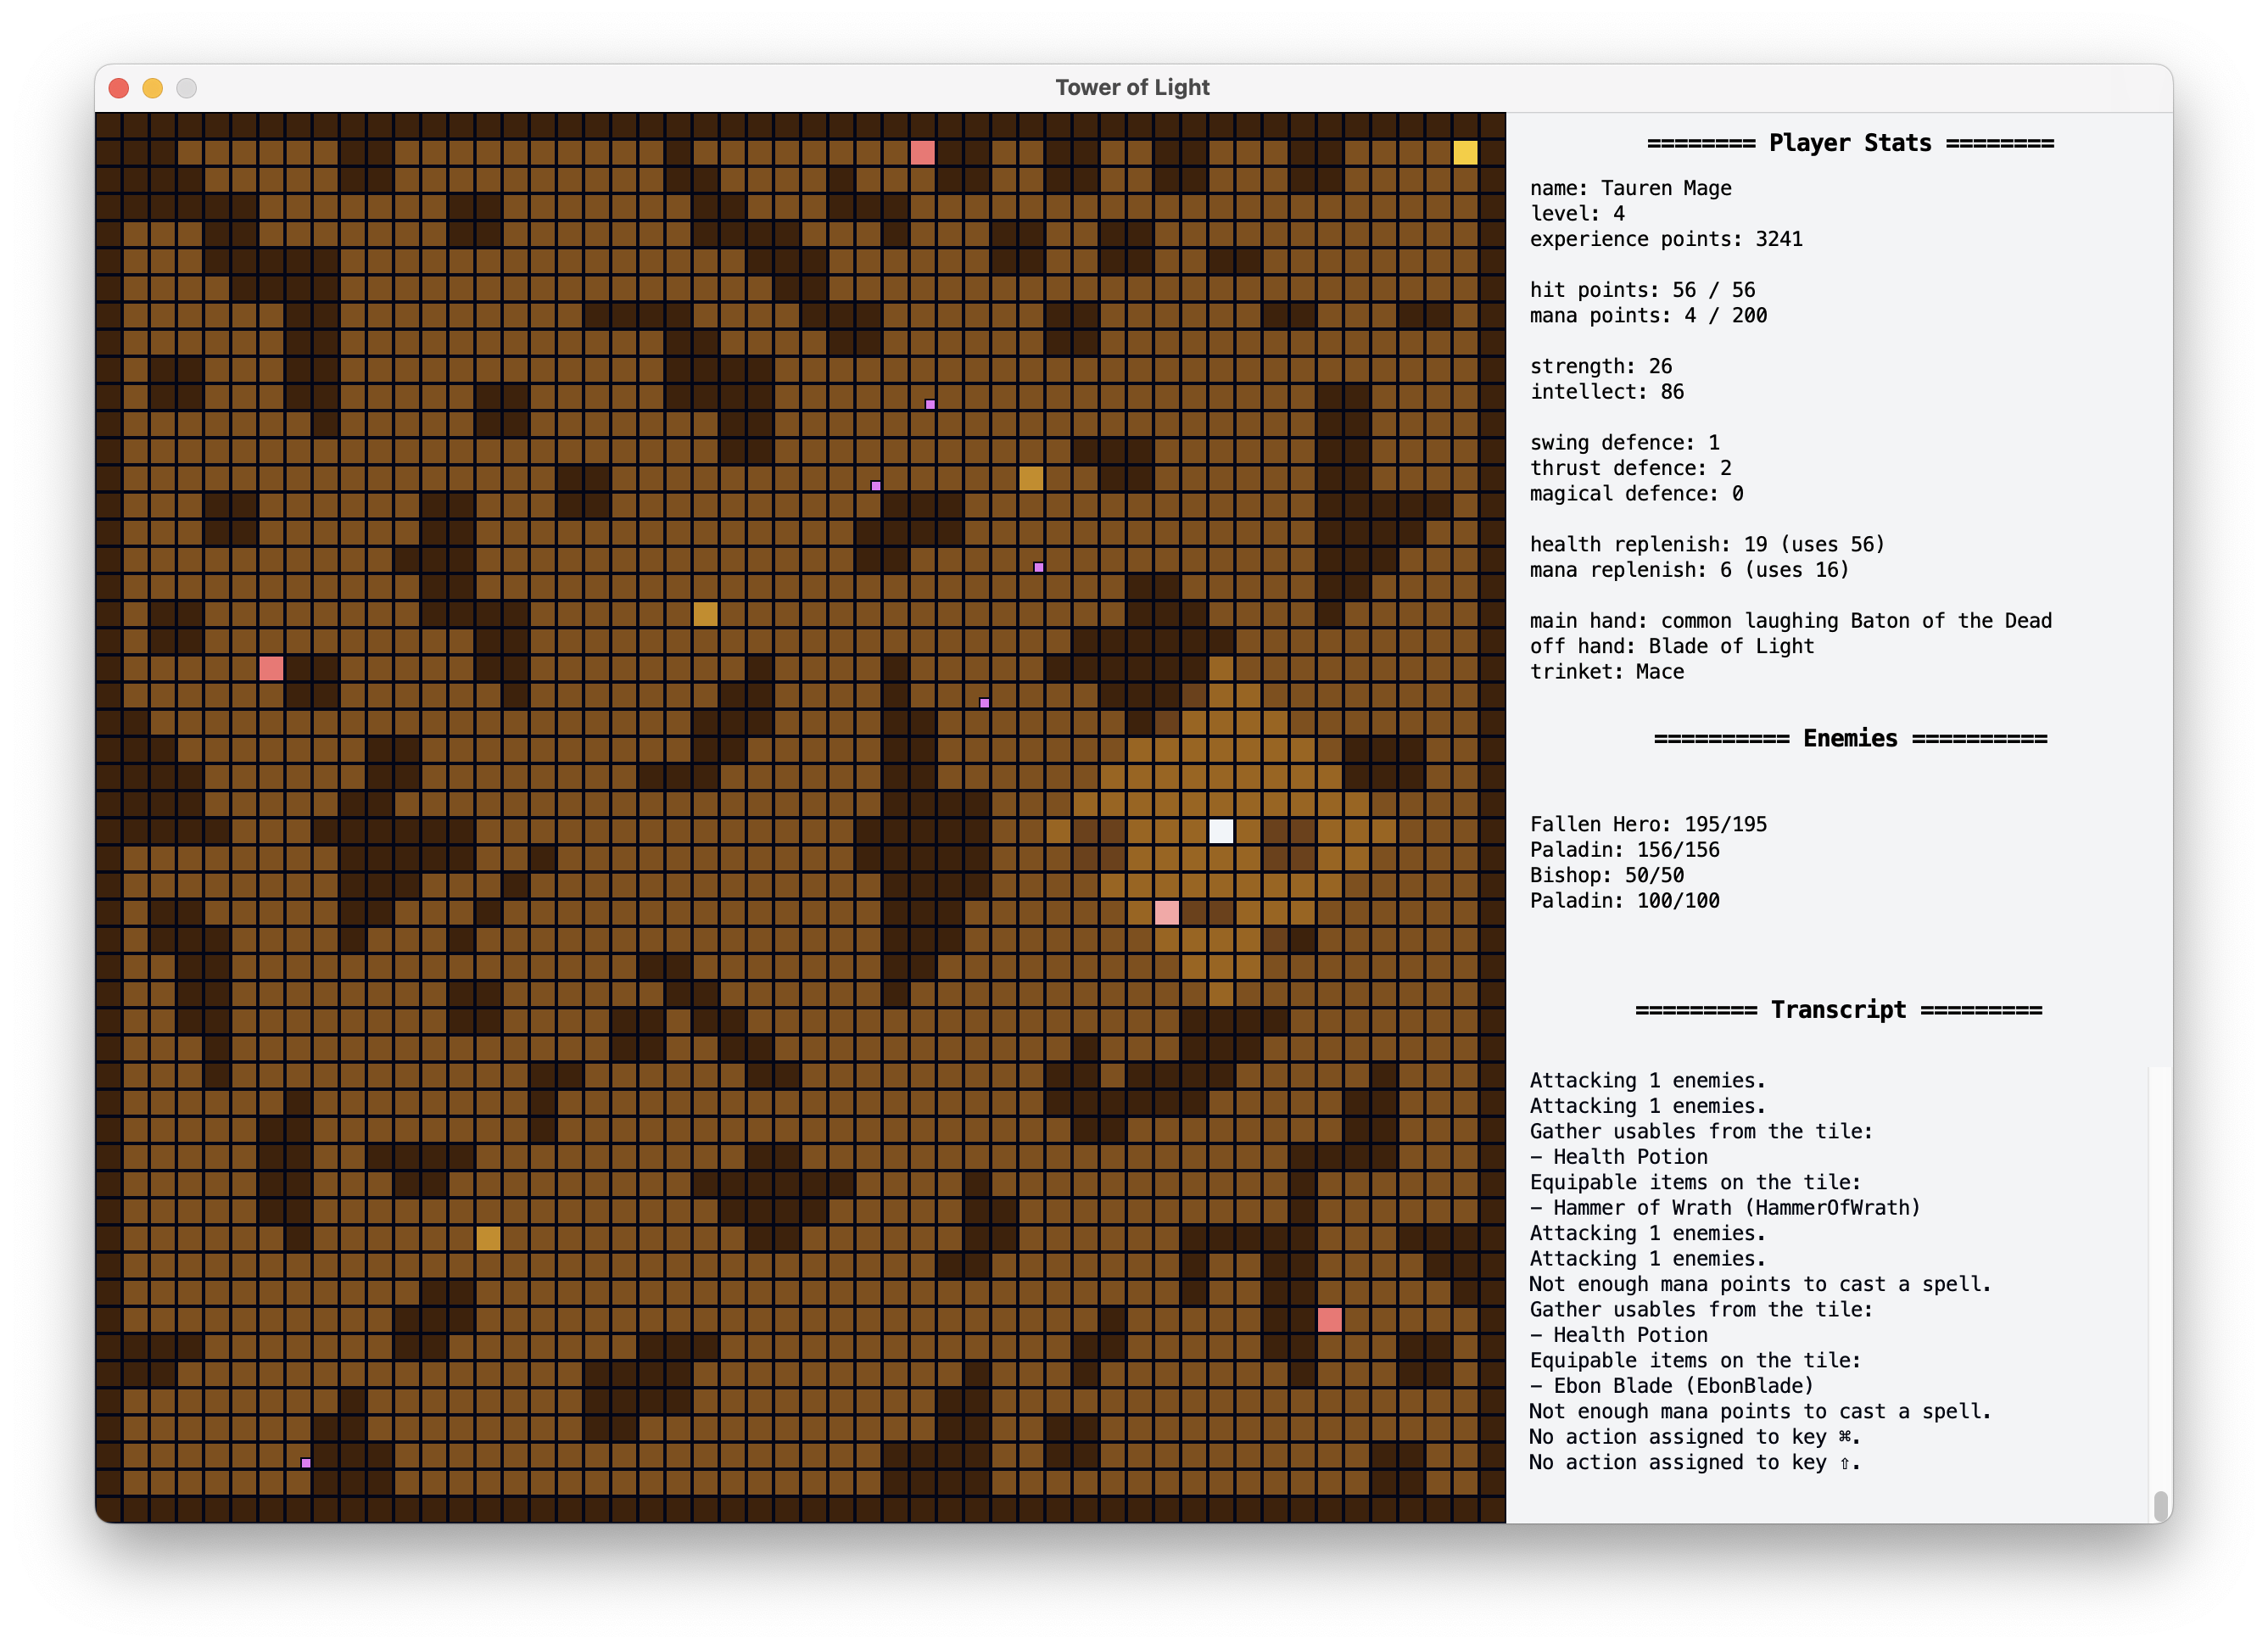 Tower of Light
======== Player Stats ========
name: Tauren Mage
level: 4
experience points: 3241
hit points: 56 / 56
mana points: 4 / 200
strength: 26
intellect: 86
swing defence: 1
thrust defence: 2
magical defence: 0
health replenish: 19 (uses 56)
mana replenish: 6 (uses 16)
main hand: common laughing Baton of the Dead
off hand: Blade of Light
trinket: Mace
========== Enemies ==========
Fallen Hero: 195/195
Paladin: 156/156
Bishop: 50/50
Paladin: 100/100
========= Transcript =========
Attacking 1 enemies.
Attacking 1 enemies.
Gather usables from the tile:
– Health Potion
Equipable items on the tile:
– Hammer of Wrath (HammerOfWrath)
Attacking 1 enemies.
Attacking 1 enemies.
Not enough mana points to cast a spell.
Gather usables from the tile:
– Health Potion
Equipable items on the tile:
– Ebon Blade (EbonBlade)
Not enough mana points to cast a spell.
No action assigned to key ⌘.
No action assigned to key ⇧.